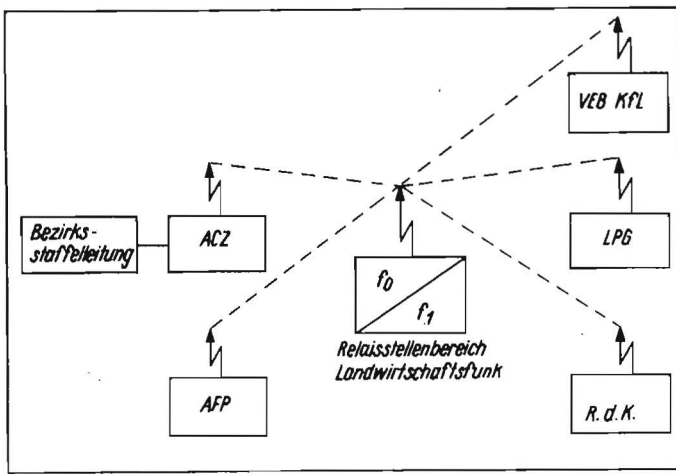 VEB KfL
Bezirks-
staffelleitung
ACZ
LPG
f0
f1
Relaisstellenbereich
Landwirtschaftsfunk
AFP
R.d.K.